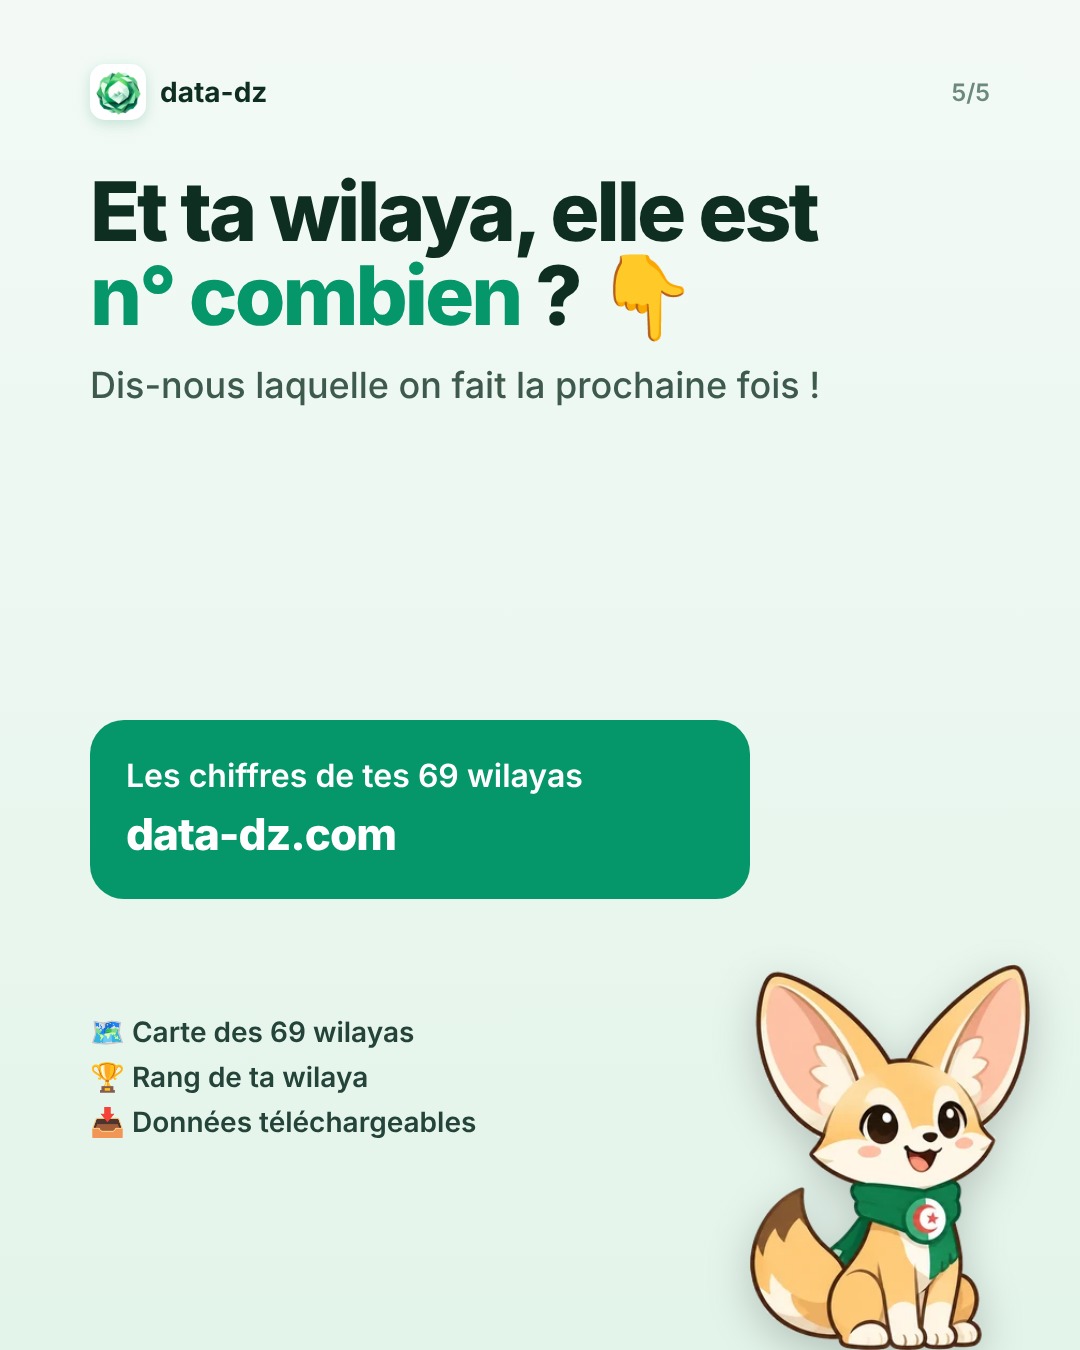 data-dz
5/5
Et ta wilaya, elle est
n° combien ? 👇
Dis-nous laquelle on fait la prochaine fois !
Les chiffres de tes 69 wilayas
data-dz.com
🗺️ Carte des 69 wilayas
🏆 Rang de ta wilaya
📥 Données téléchargeables